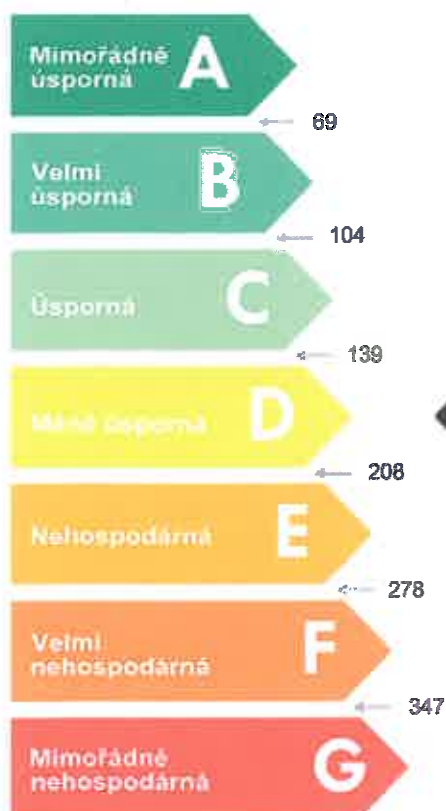 Mimořádně
úsporná
A
69
Velmi
úsporná
B
104
Úsporná
C
139
Méně úsporná
D
208
Nehospodárná
E
278
Velmi
nehospodárná
F
347
Mimořádně
nehospodárná
G